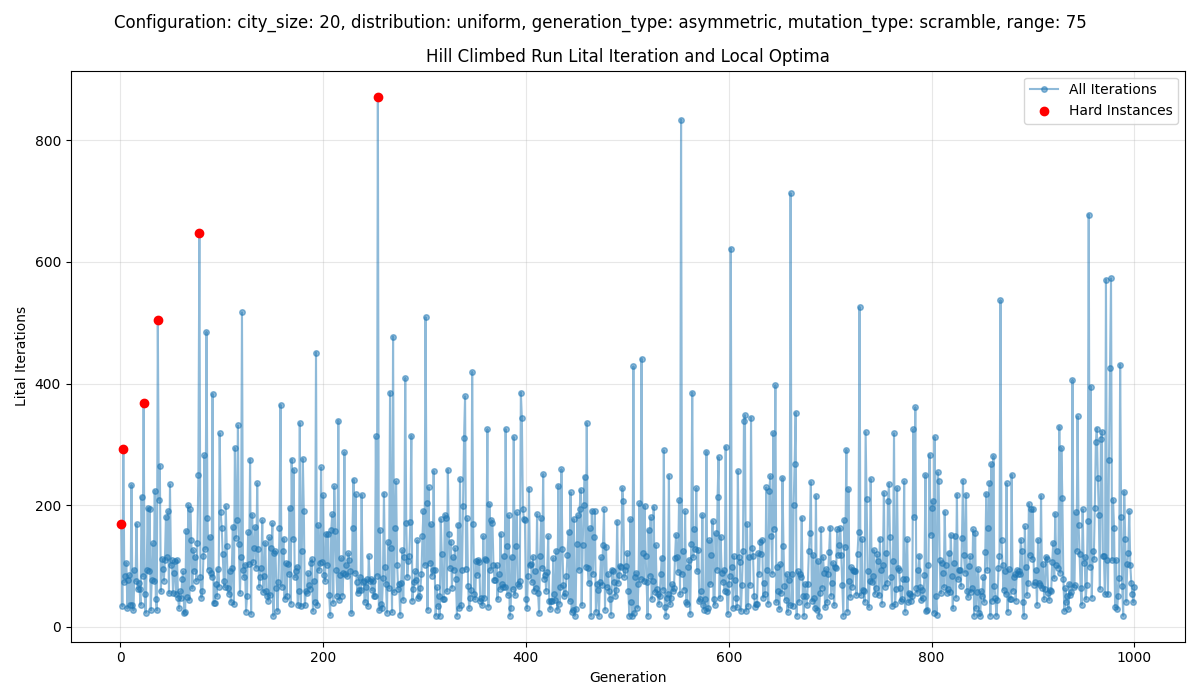 Configuration: city_size: 20, distribution: uniform, generation_type: asymmetric, mutation_type: scramble, range: 75
Hill Climbed Run Lital Iteration and Local Optima
All Iterations
Hard Instances
800
600
400
200
0
Lital Iterations
0 200 400 600 800 1000
Generation